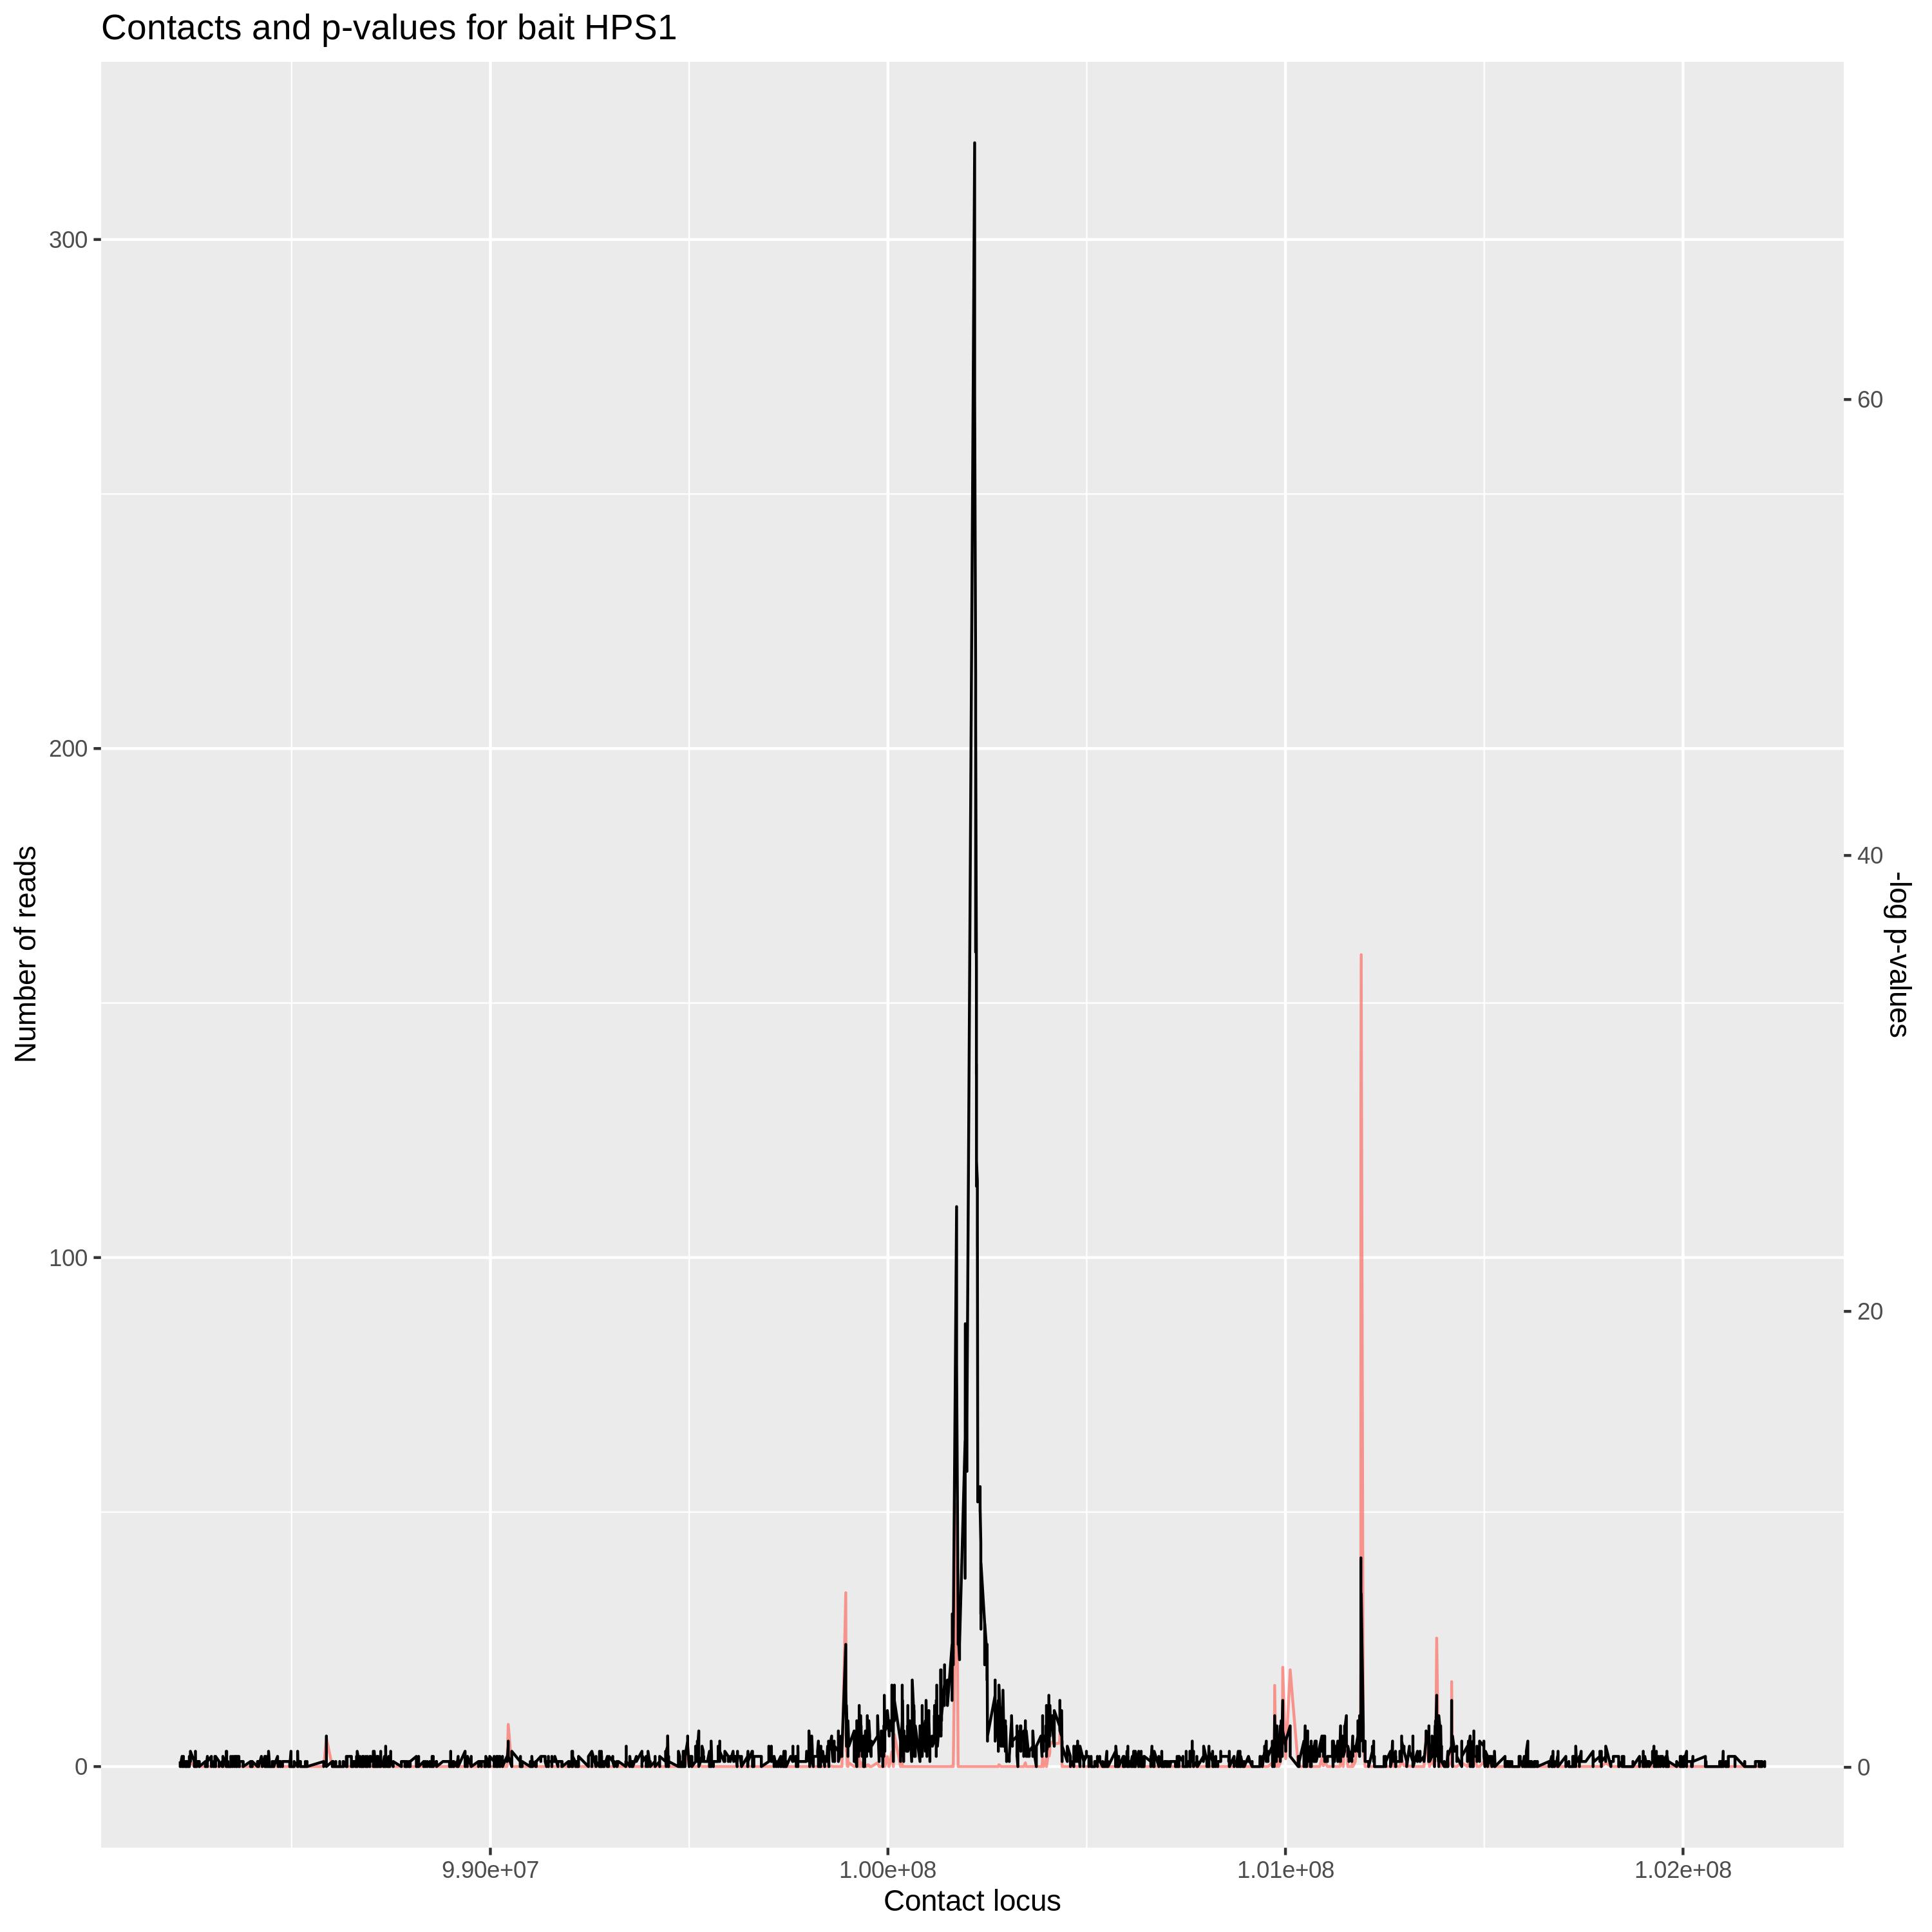 Contacts and p-values for bait HPS1
300
200
100
0
Number of reads
60
40
20
0
-log p-values
9.90e+07
1.00e+08
1.01e+08
1.02e+08
Contact locus